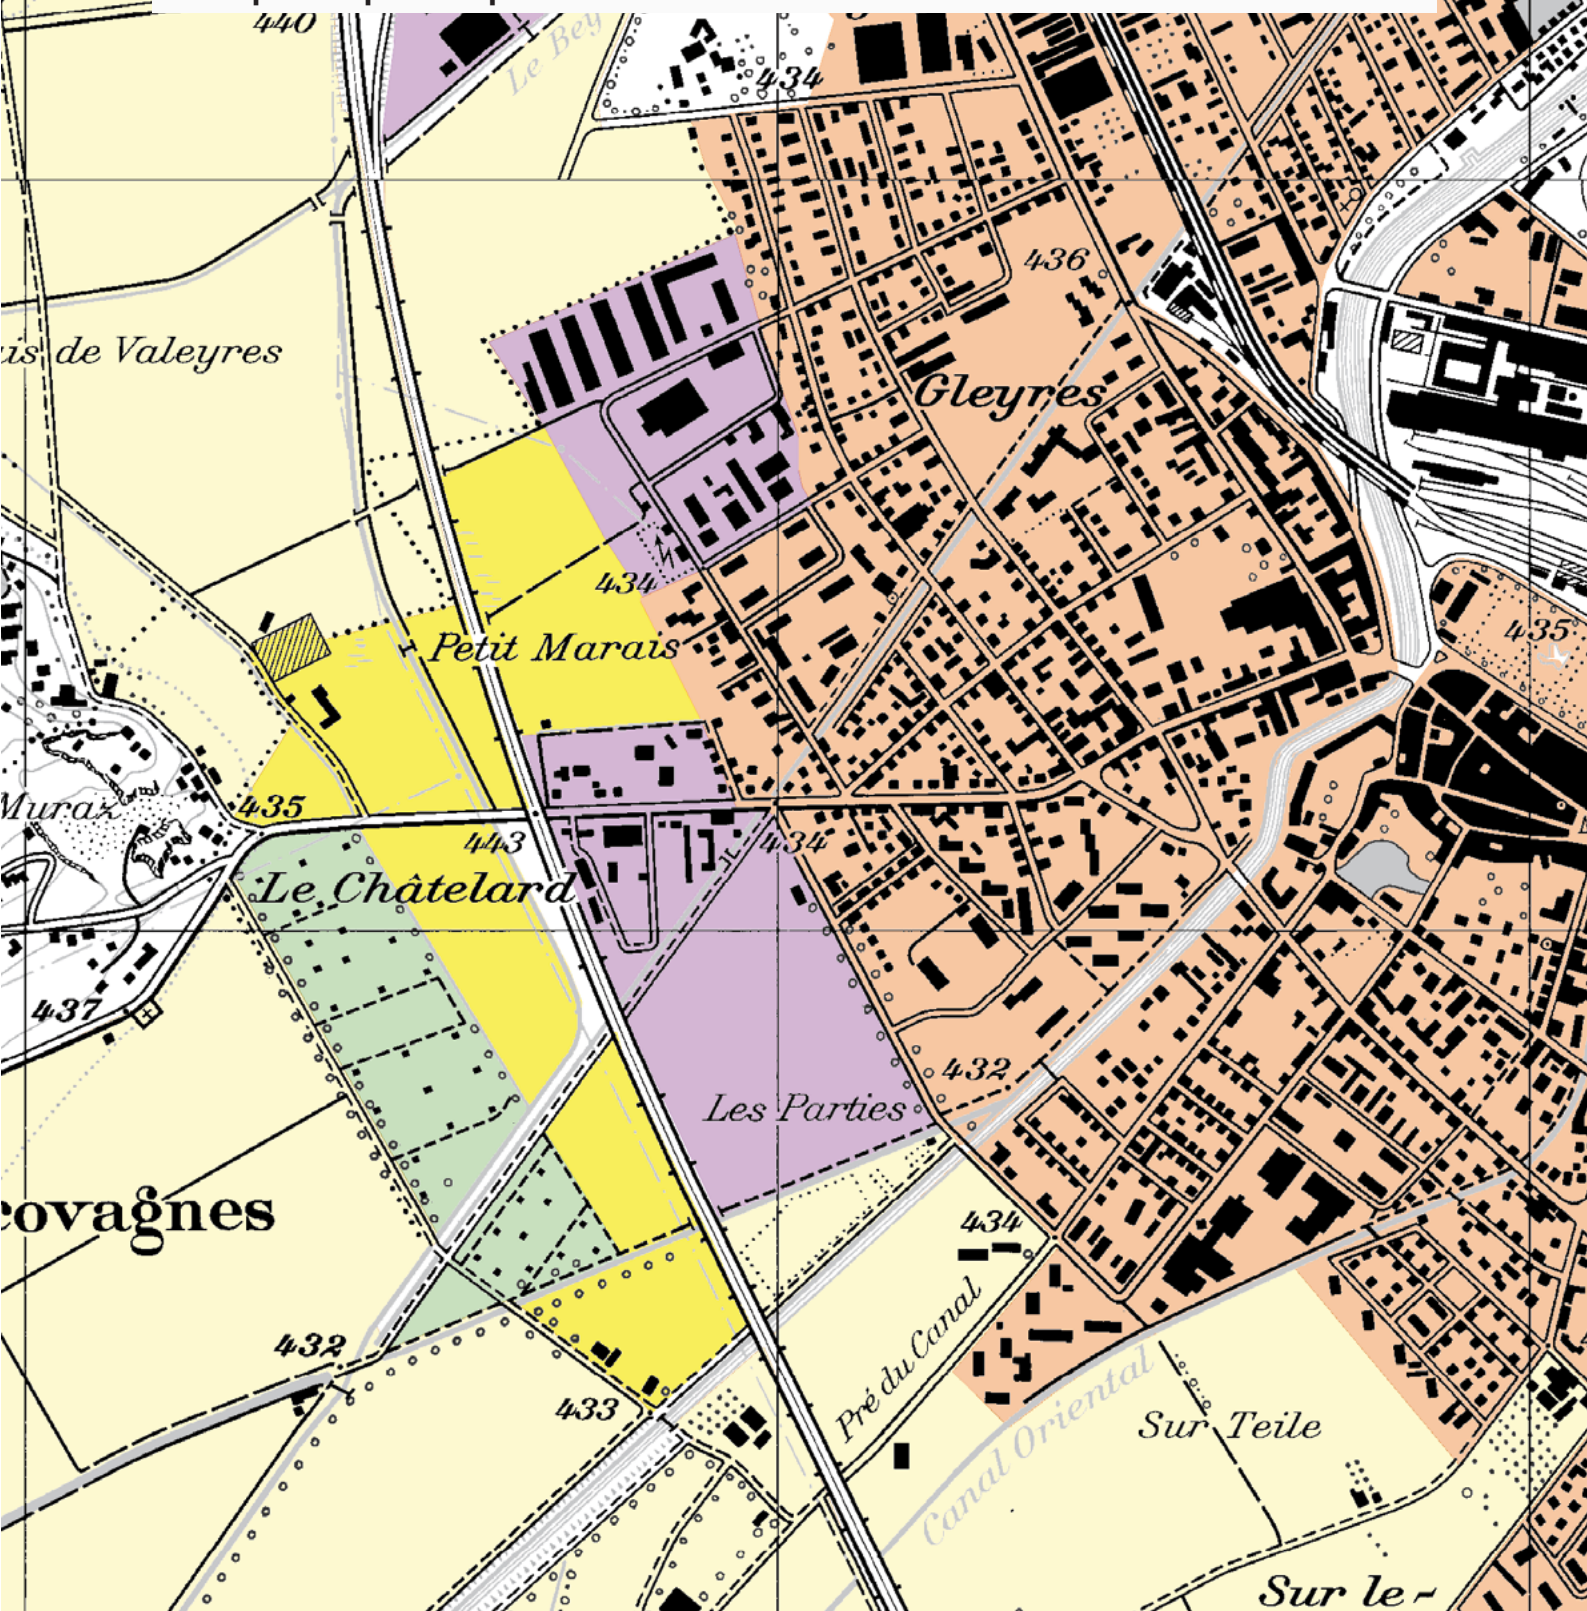 440
Le Bey
434
436
is de Valeyres
Gleyres
434
435
Petit Marais
Muraz
435
443
434
Le Châtelard
437
432
Les Parties
ovagnes
434
432
Pré du Canal
433
Sur Teile
Canal Oriental
Sur le-